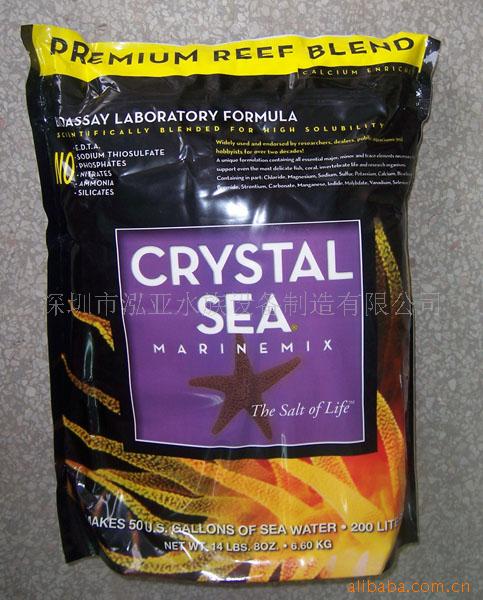 PREMIUM REEF BLEND
CALCIUM ENRICHED
BIOASSAY LABORATORY FORMULA
SCIENTIFICALLY BLENDED FOR HIGH SOLUBILITY
NO
- E.D.T.A.
- SODIUM THIOSULFATE
- PHOSPHATES
- NITRATES
- AMMONIA
- SILICATES
Widely used and endorsed by researchers, dealers, public aquariums and
hobbyists for over two decades!
A unique formulation containing all essential major, minor and trace elements necessary to
support even the most delicate fish, coral, invertebrate life and research organisms.
Containing in part: Chloride, Magnesium, Sodium, Sulfur, Potassium, Calcium,
Strontium, Carbonate, Manganese, Iodide, Molybdate, Vanadium,
CRYSTAL
深圳市泓亚水族设备制造有限公司
SEA®
MARINEMIX
The Salt of Life™
MAKES 50 U.S. GALLONS OF SEA WATER • 200 LITE
NET WT. 14 LBS. 8OZ. • 6.60 KG
alibaba.com.cn